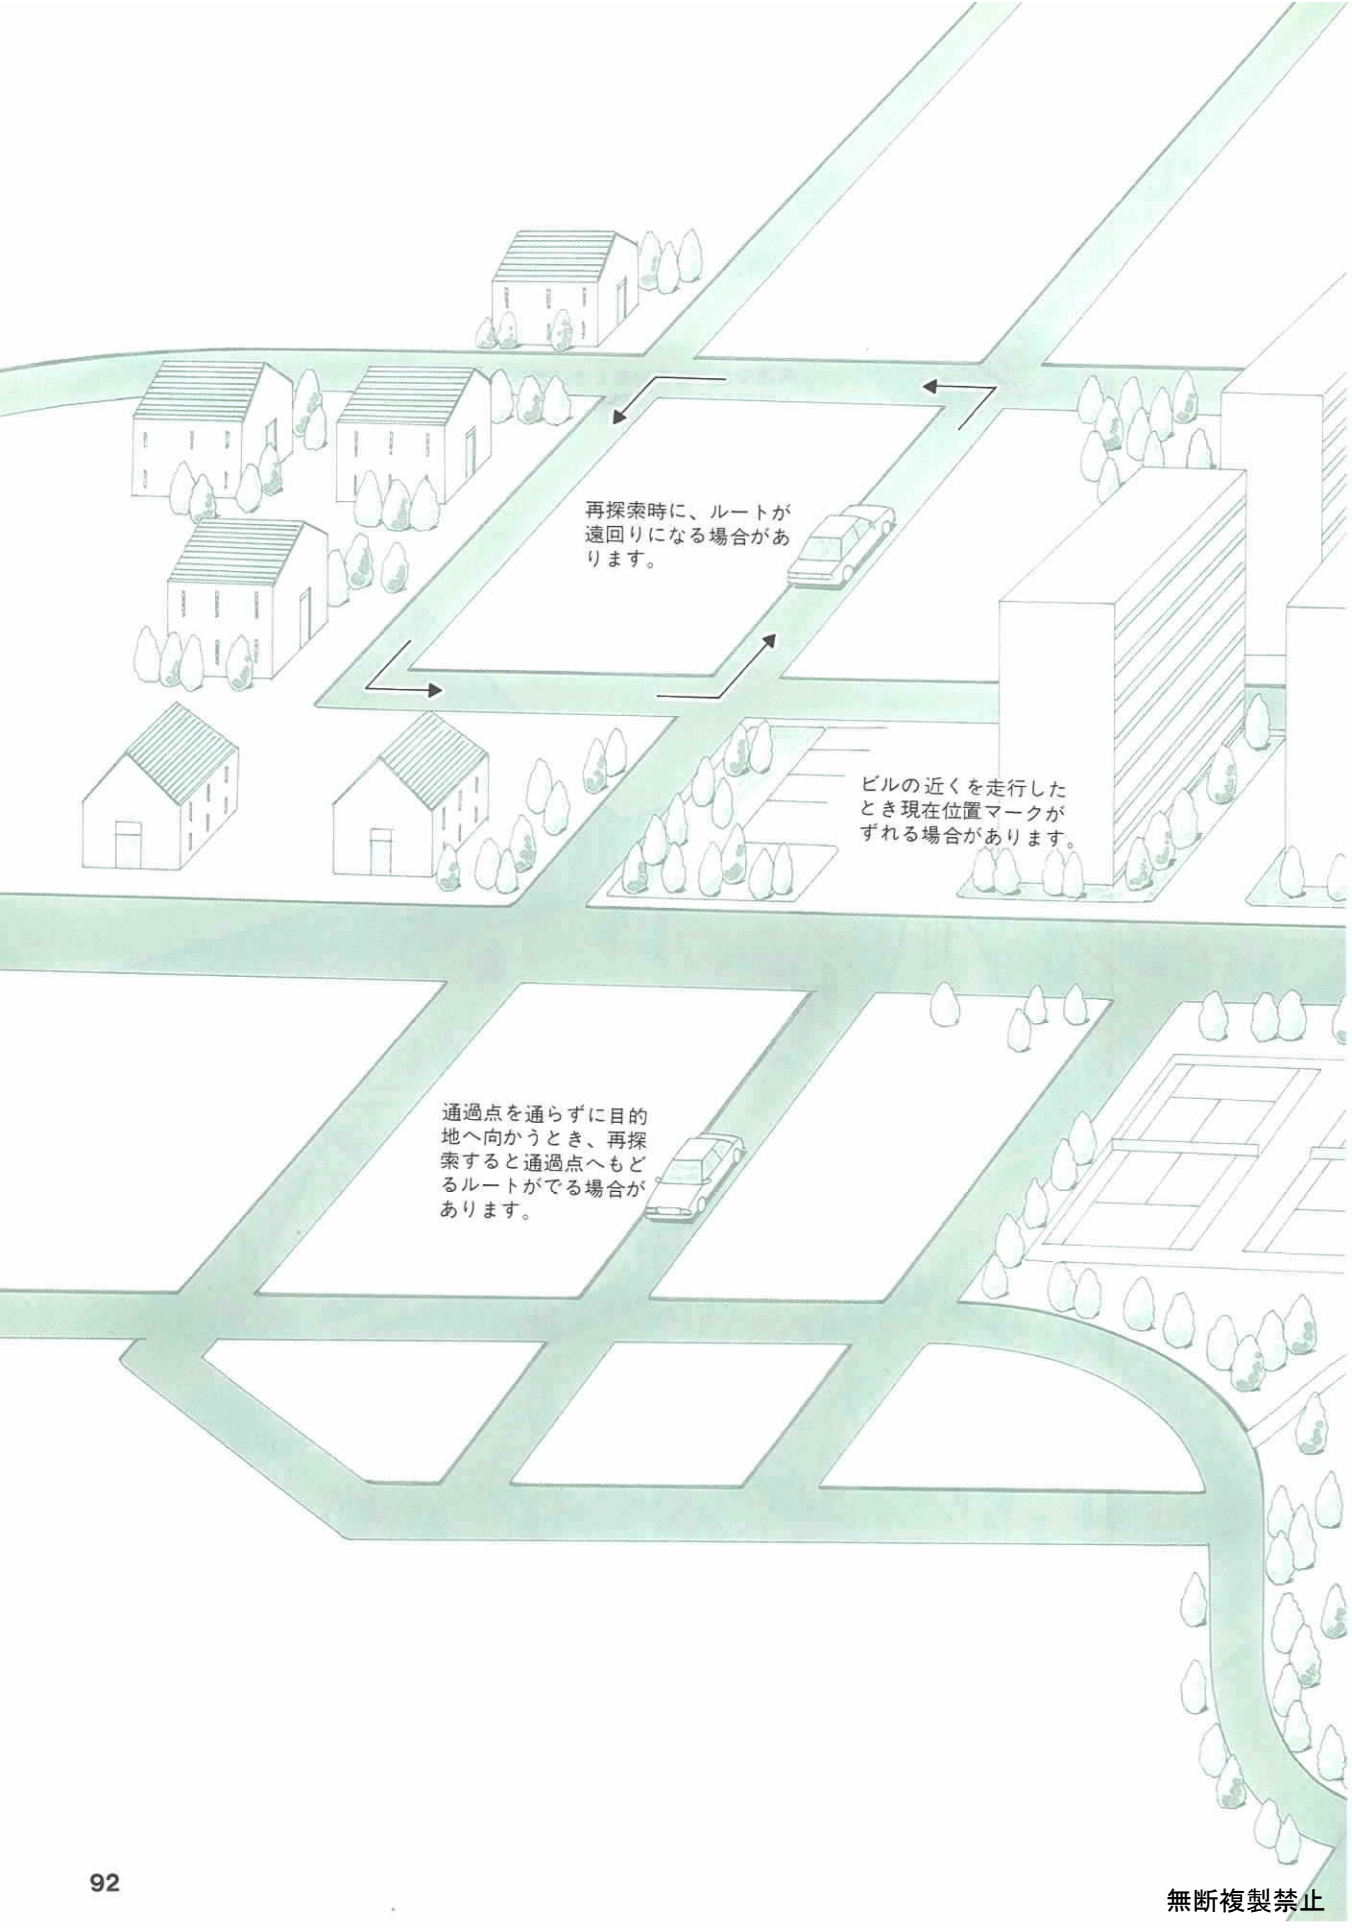 再探索時に、ルートが
遠回りになる場合があ
ります。
ビルの近くを走行した
とき現在位置マークが
ずれる場合があります。
通過点を通らずに目的
地へ向かうとき、再探
索すると通過点へもど
るルートがでる場合が
あります。
92
無断複製禁止